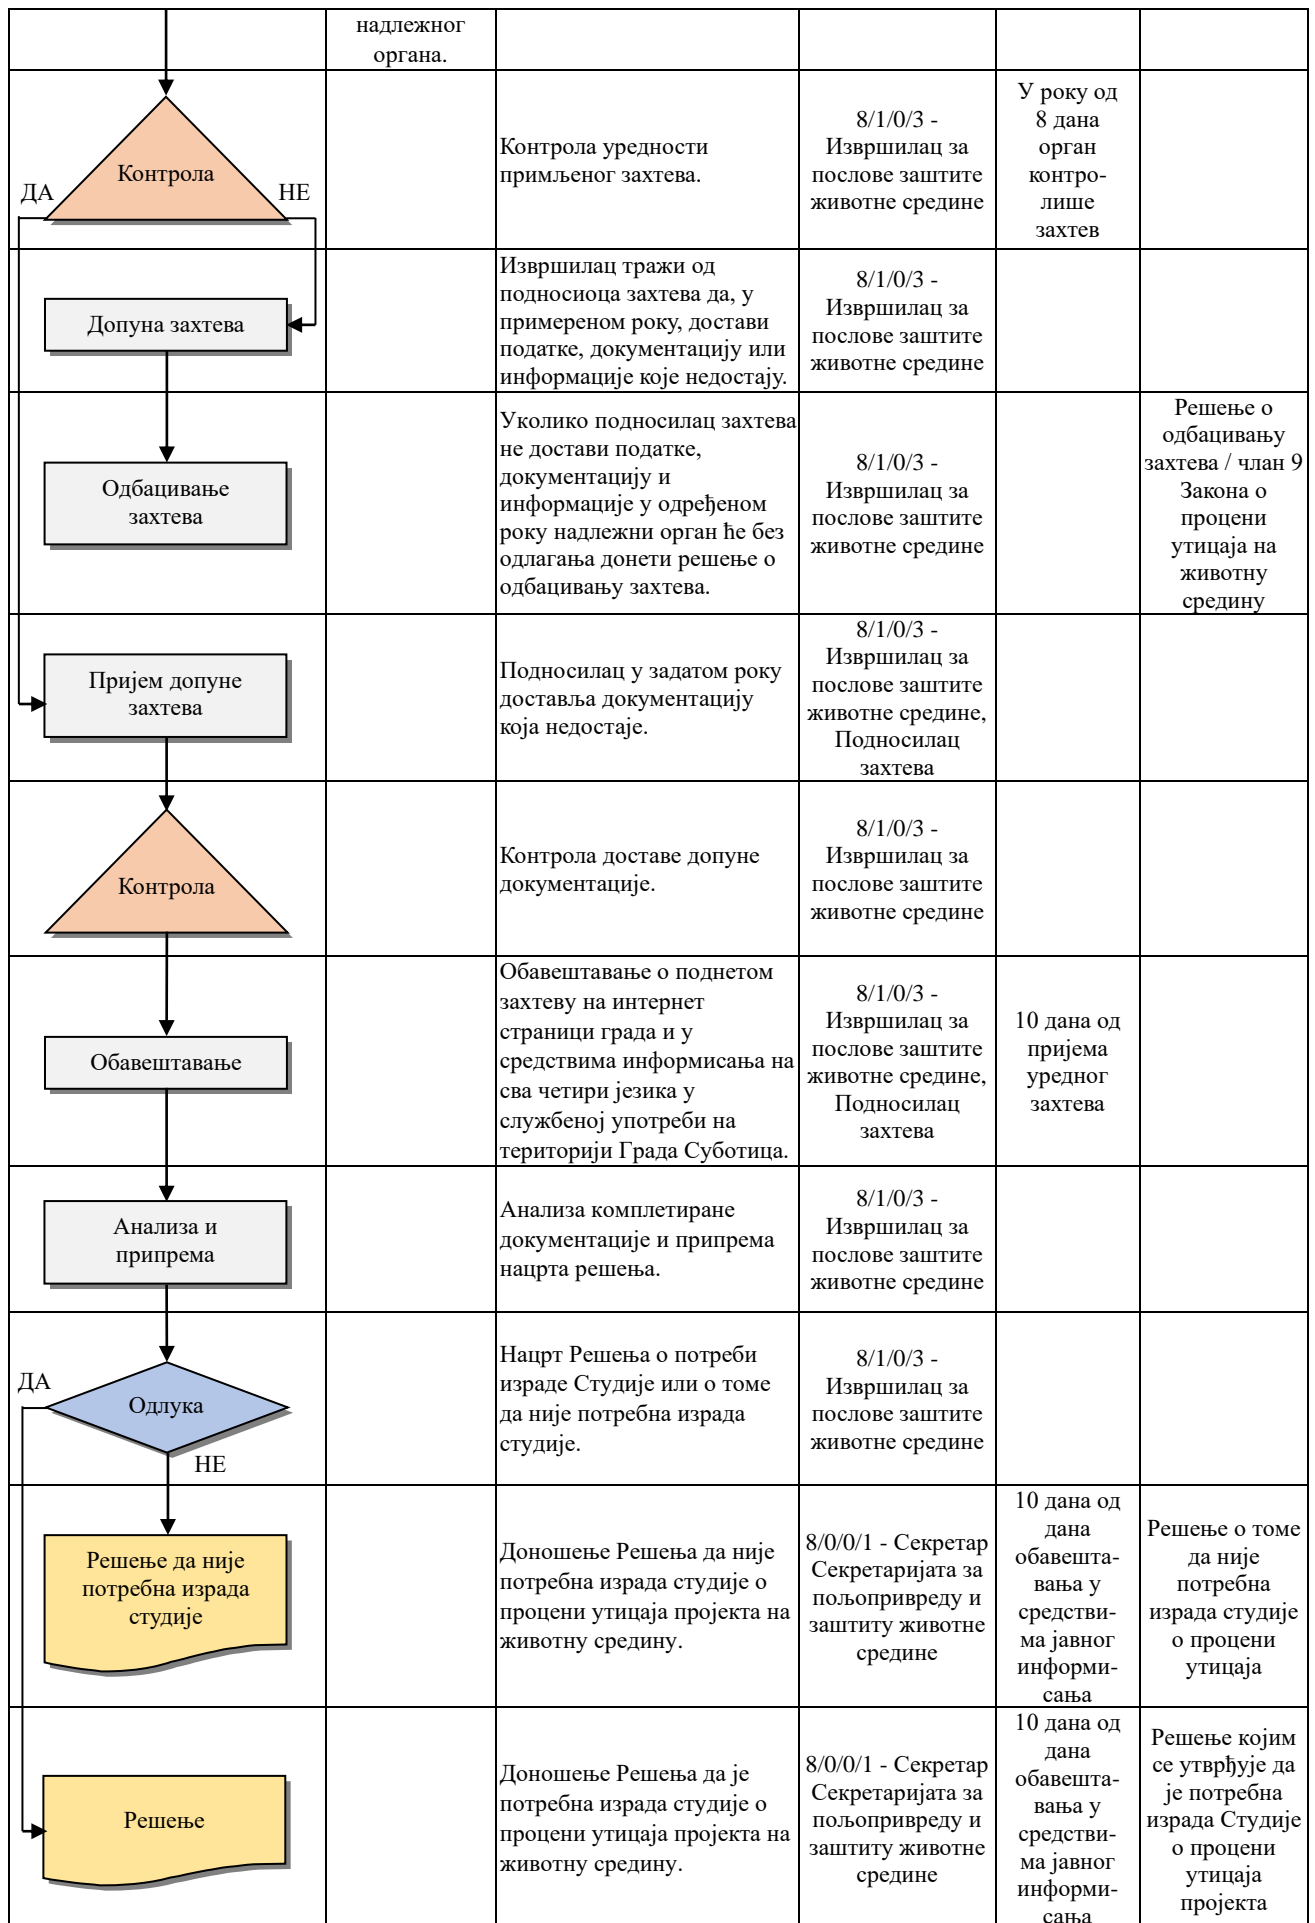 надлежног
органа.
Контрола
ДА
НЕ
Контрола уредности
примљеног захтева.
8/1/0/3 -
Извршилац за
послове заштите
животне средине
У року од
8 дана
орган
контро-
лише
захтев
Допуна захтева
Извршилац тражи од
подносиоца захтева да, у
примереном року, достави
податке, документацију или
информације које недостају.
8/1/0/3 -
Извршилац за
послове заштите
животне средине
Одбацивање
захтева
Уколико подносилац захтева
не достави податке,
документацију и
информације у одређеном
року надлежни орган ће без
одлагања донети решење о
одбацивању захтева.
8/1/0/3 -
Извршилац за
послове заштите
животне средине
Решење о
одбацивању
захтева / члан 9
Закона о
процени
утицаја на
животну
средину
Пријем допуне
захтева
Подносилац у задатом року
доставља документацију
која недостаје.
8/1/0/3 -
Извршилац за
послове заштите
животне средине,
Подносилац
захтева
Контрола
Контрола доставе допуне
документације.
8/1/0/3 -
Извршилац за
послове заштите
животне средине
Обавештавање
Обавештавање о поднетом
захтеву на интернет
страници града и у
средствима информисања на
сва четири језика у
службеној употреби на
територији Града Суботица.
8/1/0/3 -
Извршилац за
послове заштите
животне средине,
Подносилац
захтева
10 дана од
пријема
уредног
захтева
Анализа и
припрема
Анализа комплетиране
документације и припрема
нацрта решења.
8/1/0/3 -
Извршилац за
послове заштите
животне средине
ДА
Одлука
НЕ
Нацрт Решења о потреби
израде Студије или о томе
да није потребна израда
студије.
8/1/0/3 -
Извршилац за
послове заштите
животне средине
Решење да није
потребна израда
студије
Доношење Решења да није
потребна израда студије о
процени утицаја пројекта на
животну средину.
8/0/0/1 - Секретар
Секретаријата за
пољопривреду и
заштиту животне
средине
10 дана од
дана
обавешта-
вања у
средстви-
ма јавног
информи-
сања
Решење о томе
да није
потребна
израда студије
о процени
утицаја
Решење
Доношење Решења да је
потребна израда студије о
процени утицаја пројекта на
животну средину.
8/0/0/1 - Секретар
Секретаријата за
пољопривреду и
заштиту животне
средине
10 дана од
дана
обавешта-
вања у
средстви-
ма јавног
информи-
сања
Решење којим
се утврђује да
је потребна
израда Студије
о процени
утицаја
пројекта